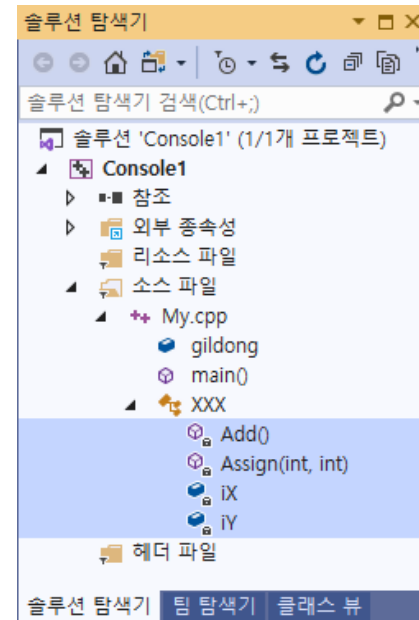 솔루션 탐색기
솔루션 탐색기 검색(Ctrl+;)
솔루션 'Console1' (1/1개 프로젝트)
Console1
참조
외부 종속성
리소스 파일
소스 파일
My.cpp
gildong
main()
XXX
Add()
Assign(int, int)
iX
iY
헤더 파일
솔루션 탐색기 팀 탐색기 클래스 뷰